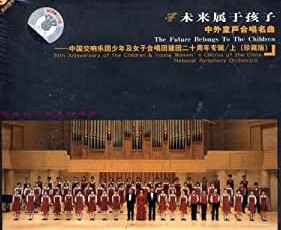 未来属于孩子
中外童声合唱名曲
The Future Belongs To The Children
——中国交响乐团少年及女子合唱团建团二十周年专辑/上（珍藏版）
20th Anniversary of the Children & Young Women's Chorus of the China
National Symphony Orchestra